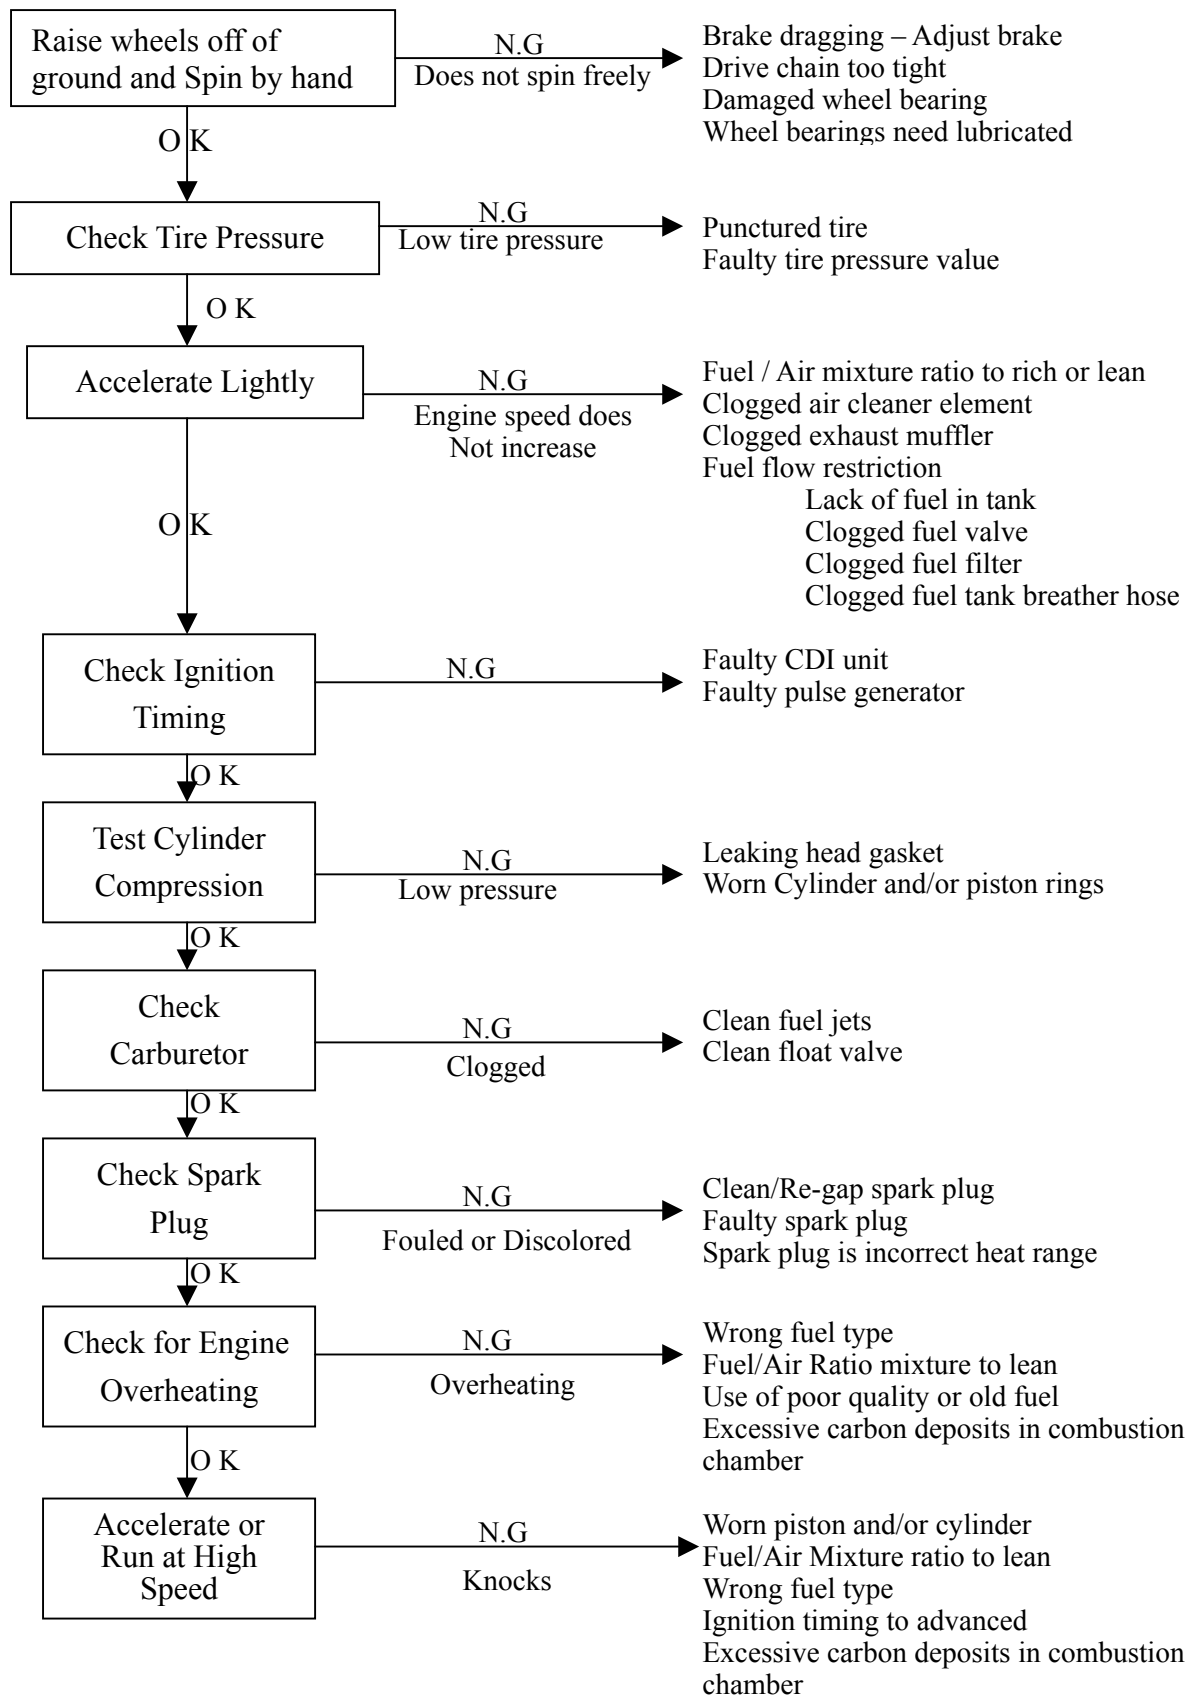 Raise wheels off of
ground and Spin by hand
N.G
Does not spin freely
Brake dragging – Adjust brake
Drive chain too tight
Damaged wheel bearing
Wheel bearings need lubricated
O K
Check Tire Pressure
N.G
Low tire pressure
Punctured tire
Faulty tire pressure value
O K
Accelerate Lightly
N.G
Engine speed does
Not increase
Fuel / Air mixture ratio to rich or lean
Clogged air cleaner element
Clogged exhaust muffler
Fuel flow restriction
Lack of fuel in tank
Clogged fuel valve
Clogged fuel filter
Clogged fuel tank breather hose
O K
Check Ignition
Timing
N.G
Faulty CDI unit
Faulty pulse generator
O K
Test Cylinder
Compression
N.G
Low pressure
Leaking head gasket
Worn Cylinder and/or piston rings
O K
Check
Carburetor
N.G
Clogged
Clean fuel jets
Clean float valve
O K
Check Spark
Plug
N.G
Fouled or Discolored
Clean/Re-gap spark plug
Faulty spark plug
Spark plug is incorrect heat range
O K
Check for Engine
Overheating
N.G
Overheating
Wrong fuel type
Fuel/Air Ratio mixture to lean
Use of poor quality or old fuel
Excessive carbon deposits in combustion
chamber
O K
Accelerate or
Run at High
Speed
N.G
Knocks
Worn piston and/or cylinder
Fuel/Air Mixture ratio to lean
Wrong fuel type
Ignition timing to advanced
Excessive carbon deposits in combustion
chamber